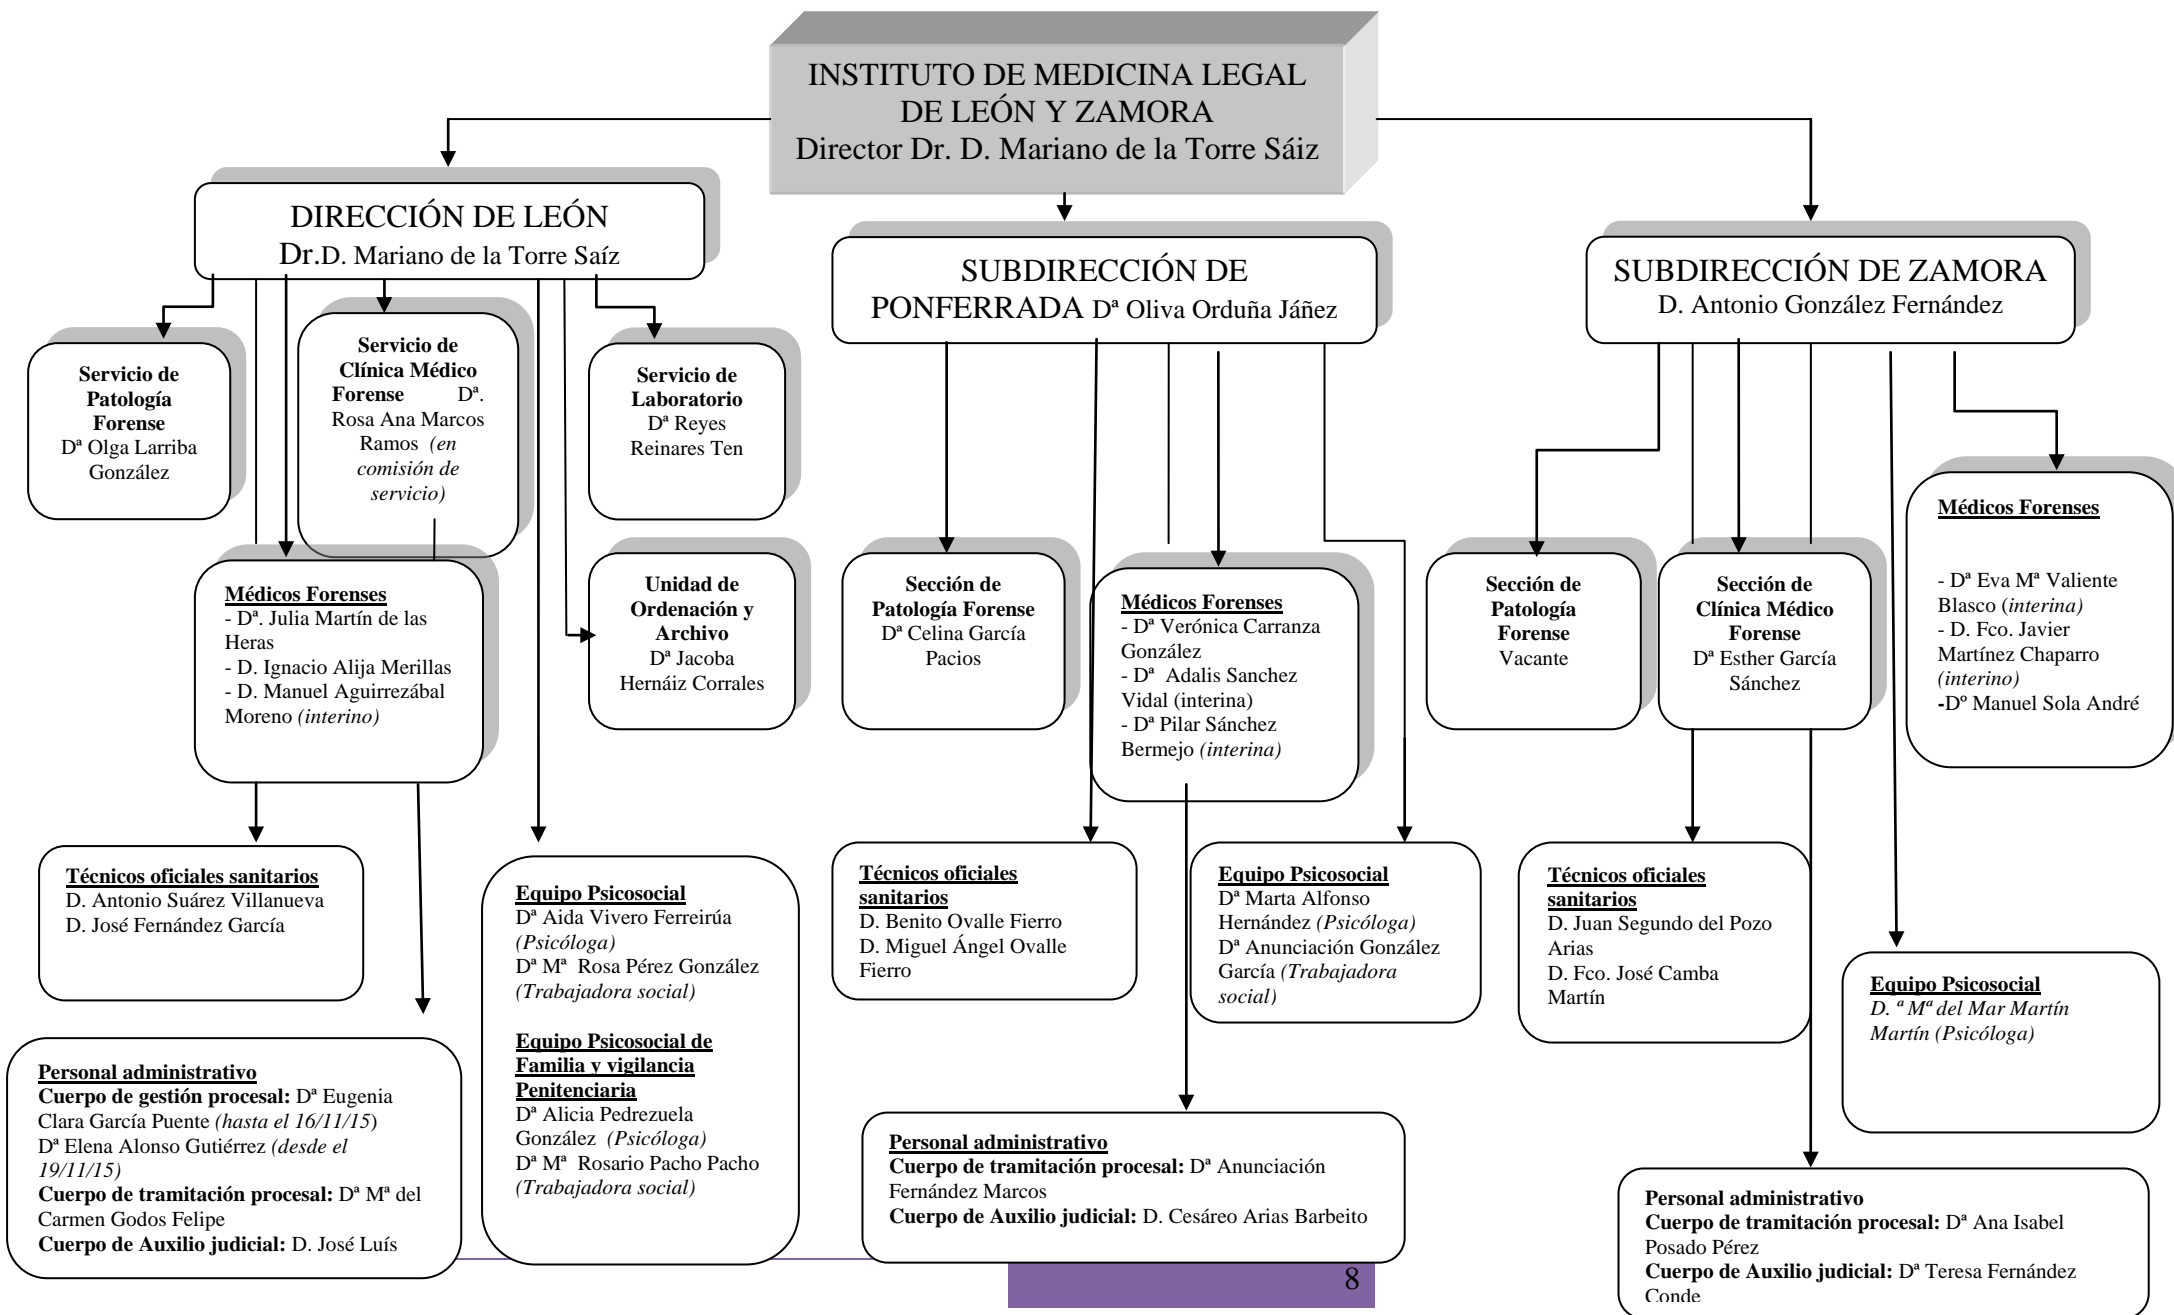 INSTITUTO DE MEDICINA LEGAL
DE LEÓN Y ZAMORA
Director Dr. D. Mariano de la Torre Sáiz
DIRECCIÓN DE LEÓN
Dr.D. Mariano de la Torre Saíz
SUBDIRECCIÓN DE
PONFERRADA Dª Oliva Orduña Jáñez
SUBDIRECCIÓN DE ZAMORA
D. Antonio González Fernández
Servicio de
Patología
Forense
Dª Olga Larriba
González
Servicio de
Clínica Médico
Forense Dª.
Rosa Ana Marcos
Ramos (en
comisión de
servicio)
Servicio de
Laboratorio
Dª Reyes
Reinares Ten
Médicos Forenses
- Dª. Julia Martín de las
Heras
- D. Ignacio Alija Merillas
- D. Manuel Aguirrezábal
Moreno (interino)
Unidad de
Ordenación y
Archivo
Dª Jacoba
Hernáiz Corrales
Sección de
Patología Forense
Dª Celina García
Pacios
Médicos Forenses
- Dª Verónica Carranza
González
- Dª Adalis Sanchez
Vidal (interina)
- Dª Pilar Sánchez
Bermejo (interina)
Sección de
Patología
Forense
Vacante
Sección de
Clínica Médico
Forense
Dª Esther García
Sánchez
Médicos Forenses
- Dª Eva Mª Valiente
Blasco (interina)
- D. Fco. Javier
Martínez Chaparro
(interino)
-Dº Manuel Sola André
Técnicos oficiales sanitarios
D. Antonio Suárez Villanueva
D. José Fernández García
Equipo Psicosocial
Dª Aida Vivero Ferreirúa
(Psicóloga)
Dª Mª Rosa Pérez González
(Trabajadora social)
Equipo Psicosocial de
Familia y vigilancia
Penitenciaria
Dª Alicia Pedrezuela
González (Psicóloga)
Dª Mª Rosario Pacho Pacho
(Trabajadora social)
Técnicos oficiales
sanitarios
D. Benito Ovalle Fierro
D. Miguel Ángel Ovalle
Fierro
Equipo Psicosocial
Dª Marta Alfonso
Hernández (Psicóloga)
Dª Anunciación González
García (Trabajadora
social)
Técnicos oficiales
sanitarios
D. Juan Segundo del Pozo
Arias
D. Fco. José Camba
Martín
Equipo Psicosocial
D. ª Mª del Mar Martín
Martín (Psicóloga)
Personal administrativo
Cuerpo de gestión procesal: Dª Eugenia
Clara García Puente (hasta el 16/11/15)
Dª Elena Alonso Gutiérrez (desde el
19/11/15)
Cuerpo de tramitación procesal: Dª Mª del
Carmen Godos Felipe
Cuerpo de Auxilio judicial: D. José Luís
Personal administrativo
Cuerpo de tramitación procesal: Dª Anunciación
Fernández Marcos
Cuerpo de Auxilio judicial: D. Cesáreo Arias Barbeito
Personal administrativo
Cuerpo de tramitación procesal: Dª Ana Isabel
Posado Pérez
Cuerpo de Auxilio judicial: Dª Teresa Fernández
Conde
8